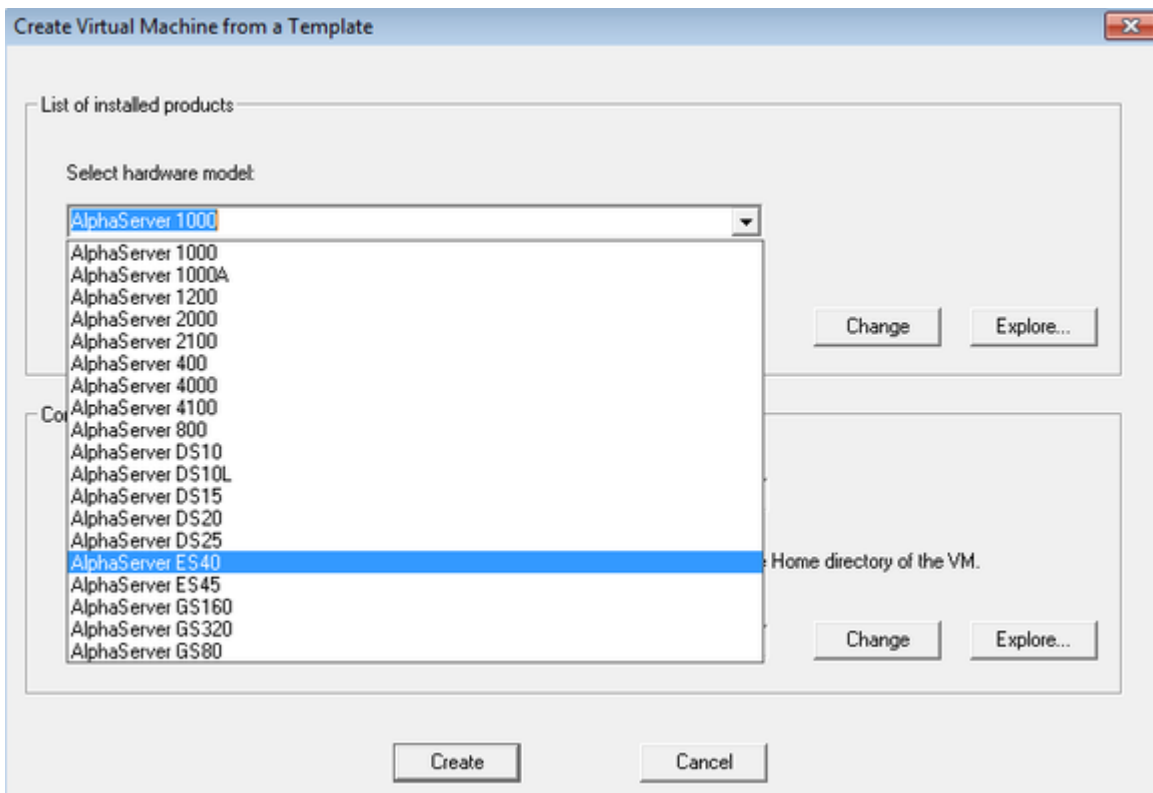 Create Virtual Machine from a Template
List of installed products
Select hardware model:
AlphaServer 1000
AlphaServer 1000
AlphaServer 1000A
AlphaServer 1200
AlphaServer 2000
AlphaServer 2100
AlphaServer 400
AlphaServer 4000
AlphaServer 4100
AlphaServer 800
AlphaServer DS10
AlphaServer DS10L
AlphaServer DS15
AlphaServer DS20
AlphaServer DS25
AlphaServer ES40
AlphaServer ES45
AlphaServer GS160
AlphaServer GS320
AlphaServer GS80
Change Explore...
Home directory of the VM.
Change Explore...
Create Cancel